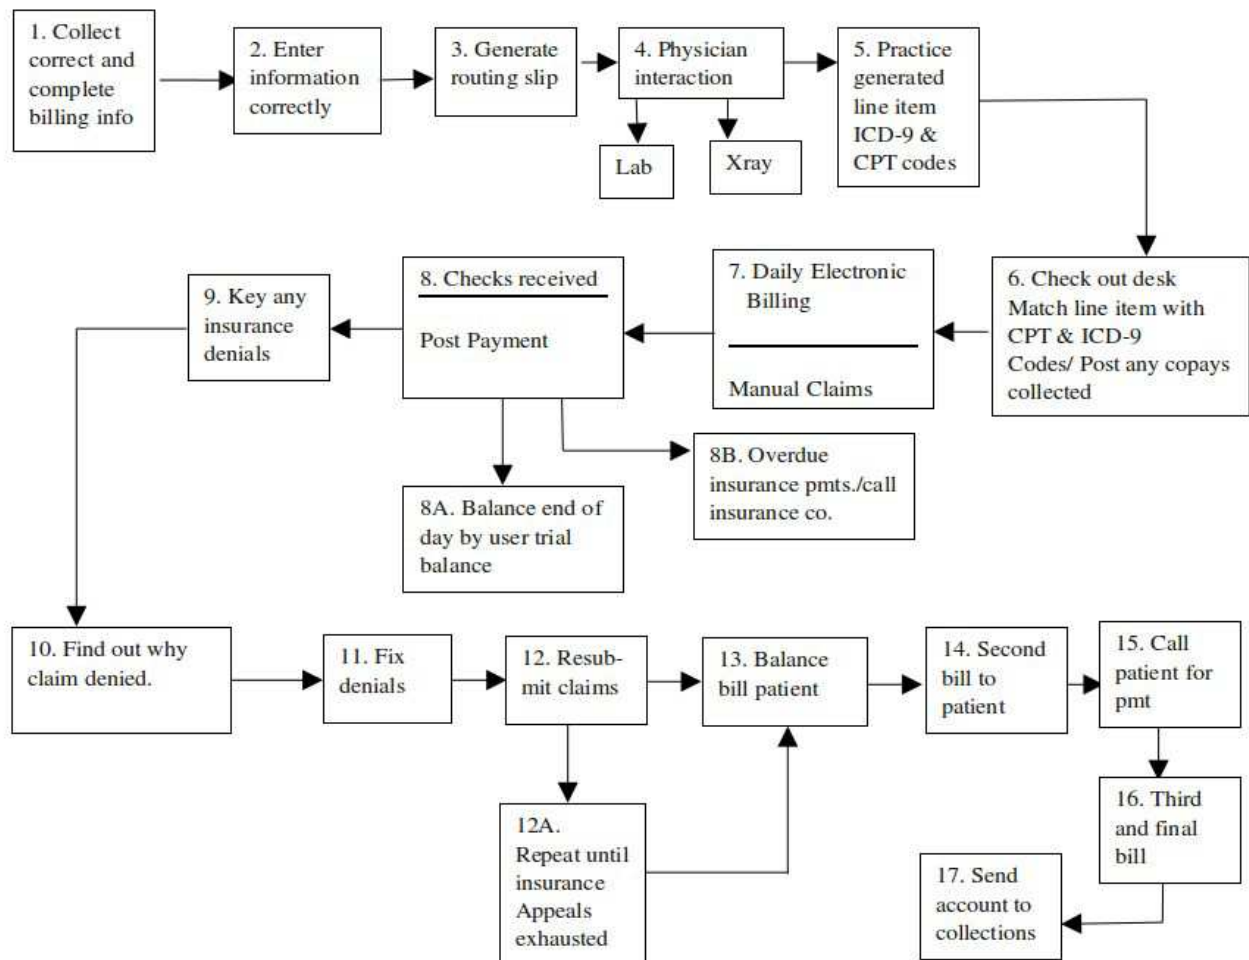 1. Collect
correct and
complete
billing info
2. Enter
information
correctly
3. Generate
routing slip
4. Physician
interaction
Lab
Xray
5. Practice
generated
line item
ICD-9 &
CPT codes
6. Check out desk
Match line item with
CPT & ICD-9
Codes/ Post any copays
collected
7. Daily Electronic
Billing
Manual Claims
8. Checks received
Post Payment
9. Key any
insurance
denials
8A. Balance end of
day by user trial
balance
8B. Overdue
insurance pmts./call
insurance co.
10. Find out why
claim denied.
11. Fix
denials
12. Resub-
mit claims
12A.
Repeat until
insurance
Appeals
exhausted
13. Balance
bill patient
14. Second
bill to
patient
15. Call
patient for
pmt
16. Third
and final
bill
17. Send
account to
collections